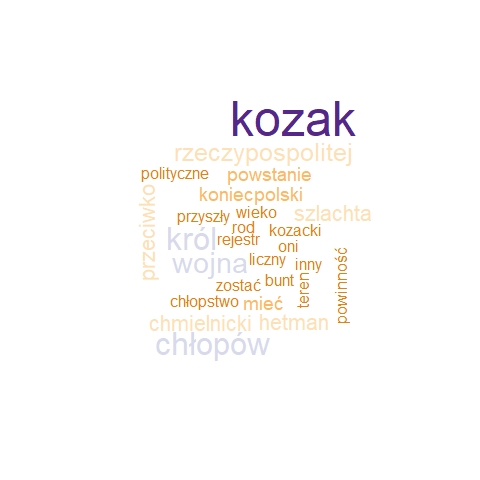 kozak
rzeczypospolitej
polityczne powstanie
koniecpolski
przeciwko
przyszły wieko szlachta
rod
król rejestr kozacki
oni
wojna liczny inny
zostać bunt
teren
powinność
chłopstwo mieć
chmielnicki hetman
chłopów